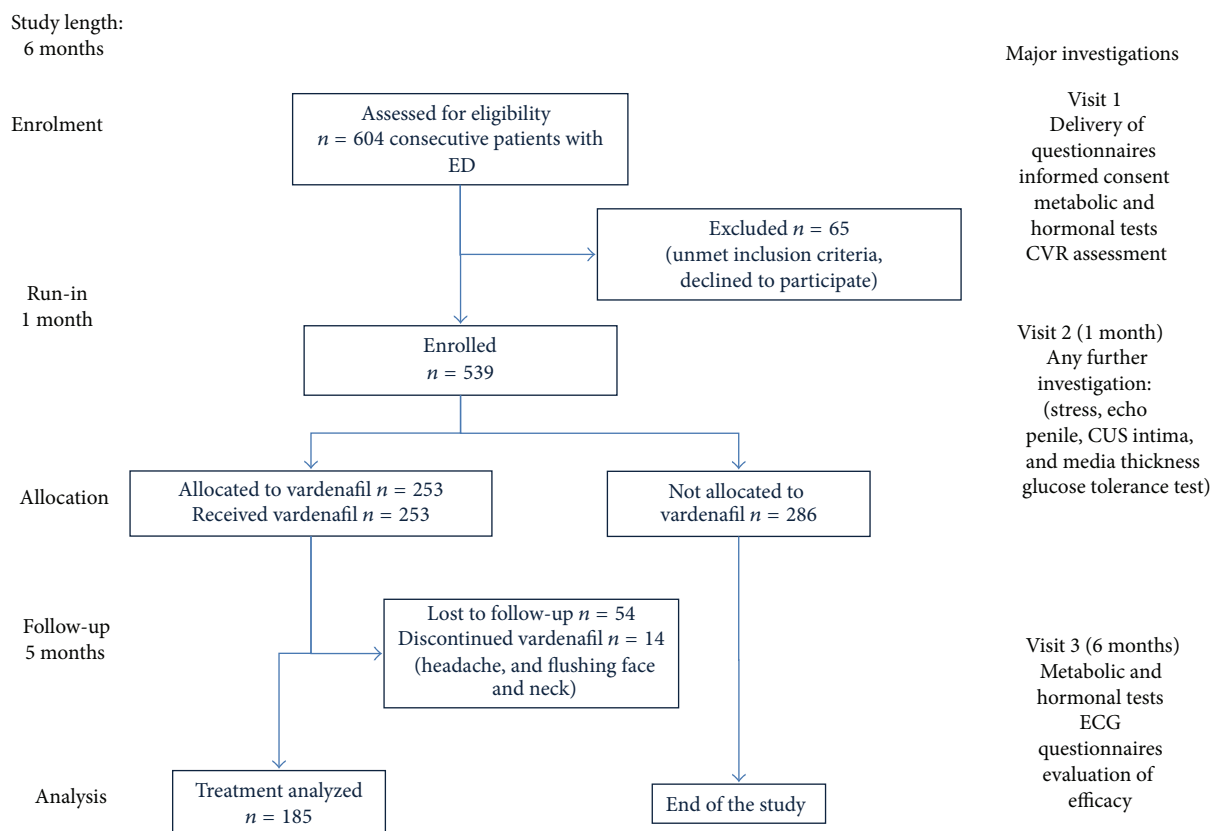 Study length:
6 months
Major investigations
Enrolment
Assessed for eligibility
n = 604 consecutive patients with
ED
Visit 1
Delivery of
questionnaires
informed consent
metabolic and
hormonal tests
CVR assessment
Excluded n = 65
(unmet inclusion criteria,
declined to participate)
Run-in
1 month
Enrolled
n = 539
Visit 2 (1 month)
Any further
investigation:
(stress, echo
penile, CUS intima,
and media thickness
glucose tolerance test)
Allocation
Allocated to vardenafil n = 253
Received vardenafil n = 253
Not allocated to
vardenafil n = 286
Follow-up
5 months
Lost to follow-up n = 54
Discontinued vardenafil n = 14
(headache, and flushing face
and neck)
Visit 3 (6 months)
Metabolic and
hormonal tests
ECG
questionnaires
evaluation of
efficacy
Analysis
Treatment analyzed
n = 185
End of the study